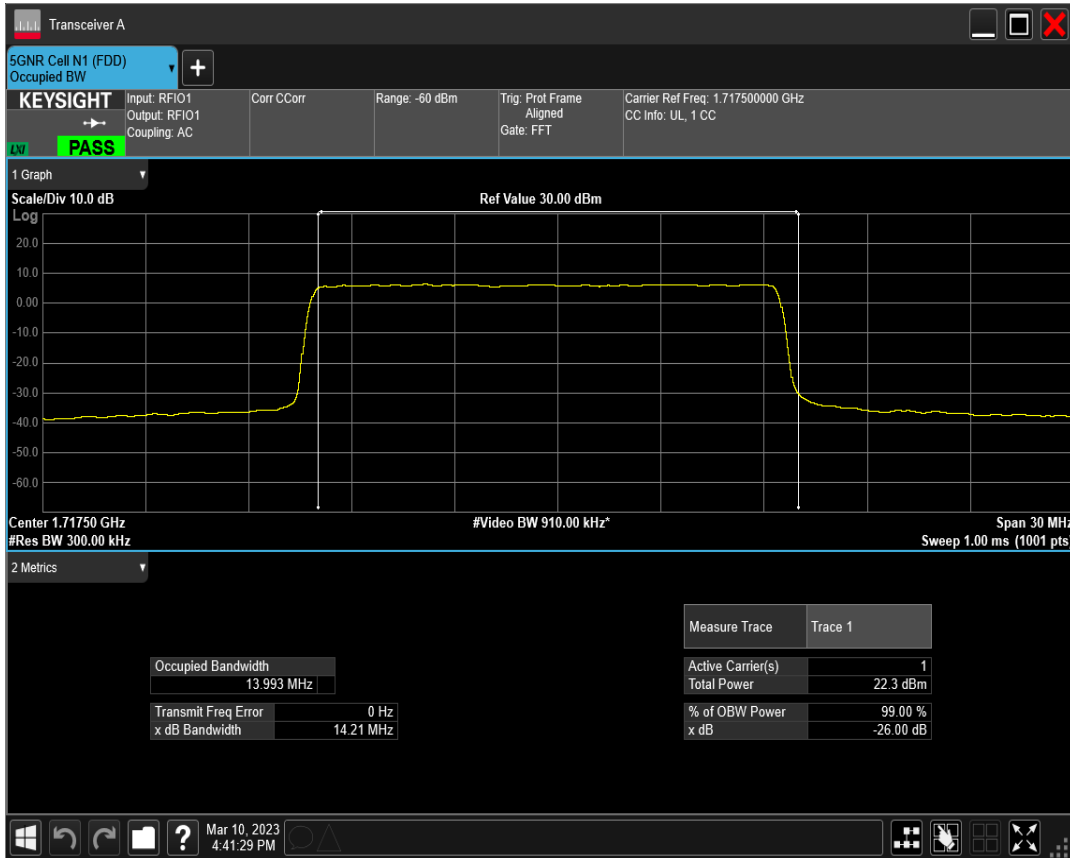 Transceiver A
5GNR Cell N1 (FDD)
Occupied BW
KEYSIGHT
LXI
PASS
Input: RFIO1
Output: RFIO1
Coupling: AC
Corr CCorr
Range: -60 dBm
Trig: Prot Frame
Aligned
Gate: FFT
Carrier Ref Freq: 1.717500000 GHz
CC Info: UL, 1 CC
1 Graph
Scale/Div 10.0 dB
Ref Value 30.00 dBm
Log
20.0
10.0
0.00
-10.0
-20.0
-30.0
-40.0
-50.0
-60.0
Center 1.71750 GHz
#Video BW 910.00 kHz*
Span 30 MHz
#Res BW 300.00 kHz
Sweep 1.00 ms (1001 pts)
2 Metrics
Measure Trace Trace 1
Occupied Bandwidth
13.993 MHz
Active Carrier(s) 1
Total Power 22.3 dBm
Transmit Freq Error 0 Hz
x dB Bandwidth 14.21 MHz
% of OBW Power 99.00 %
x dB -26.00 dB
?
Mar 10, 2023
4:41:29 PM